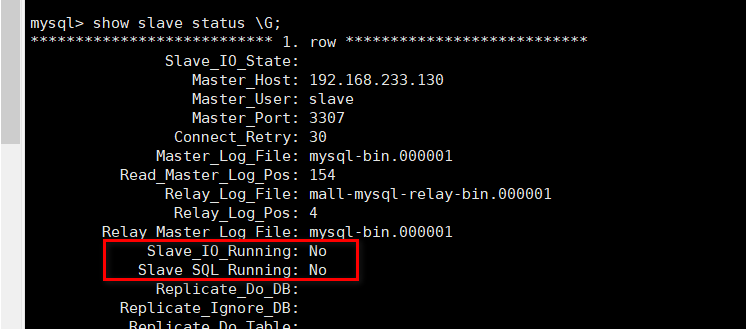 mysql> show slave status \G;
*************************** 1. row ***************************
Slave_IO_State:
Master_Host: 192.168.233.130
Master_User: slave
Master_Port: 3307
Connect_Retry: 30
Master_Log_File: mysql-bin.000001
Read_Master_Log_Pos: 154
Relay_Log_File: mall-mysql-relay-bin.000001
Relay_Log_Pos: 4
Relay_Master_Log_File: mysql-bin.000001
Slave_IO_Running: No
Slave_SQL_Running: No
Replicate_Do_DB:
Replicate_Ignore_DB:
Replicate_Do_Table: